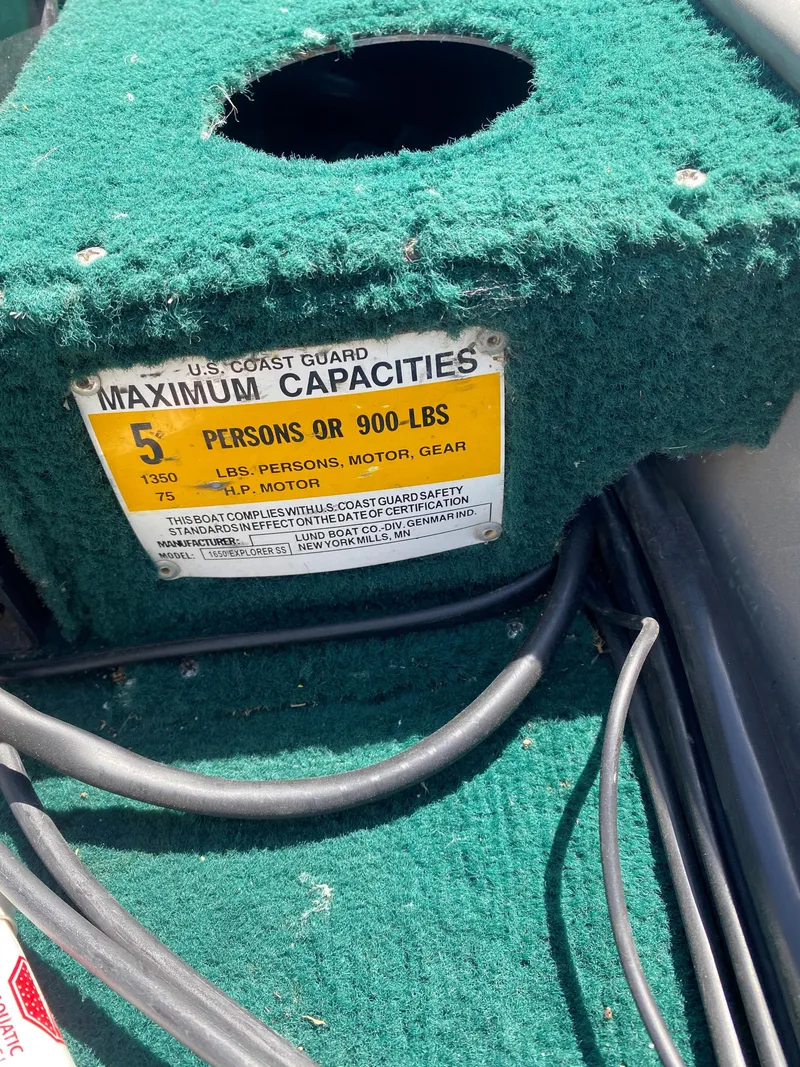 U.S. COAST GUARD
MAXIMUM CAPACITIES
5 PERSONS OR 900 LBS
1350 LBS. PERSONS, MOTOR, GEAR
75 H.P. MOTOR
THIS BOAT COMPLIES WITH U.S. COAST GUARD SAFETY
STANDARDS IN EFFECT ON THE DATE OF CERTIFICATION
MANUFACTURER: LUND BOAT CO.-DIV. GENMAR IND.
MODEL: 1650 EXPLORER SS NEW YORK MILLS, MN